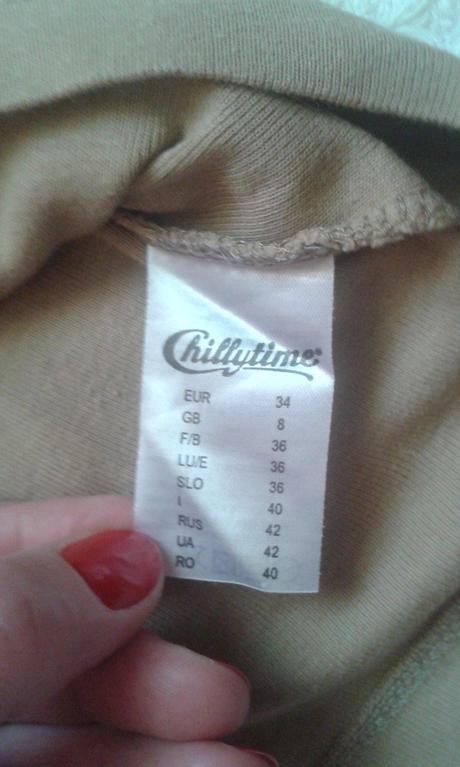 Chillytime
EUR 34
GB 8
F/B 36
LU/E 36
SLO 36
I 40
RUS 42
UA 42
RO 40